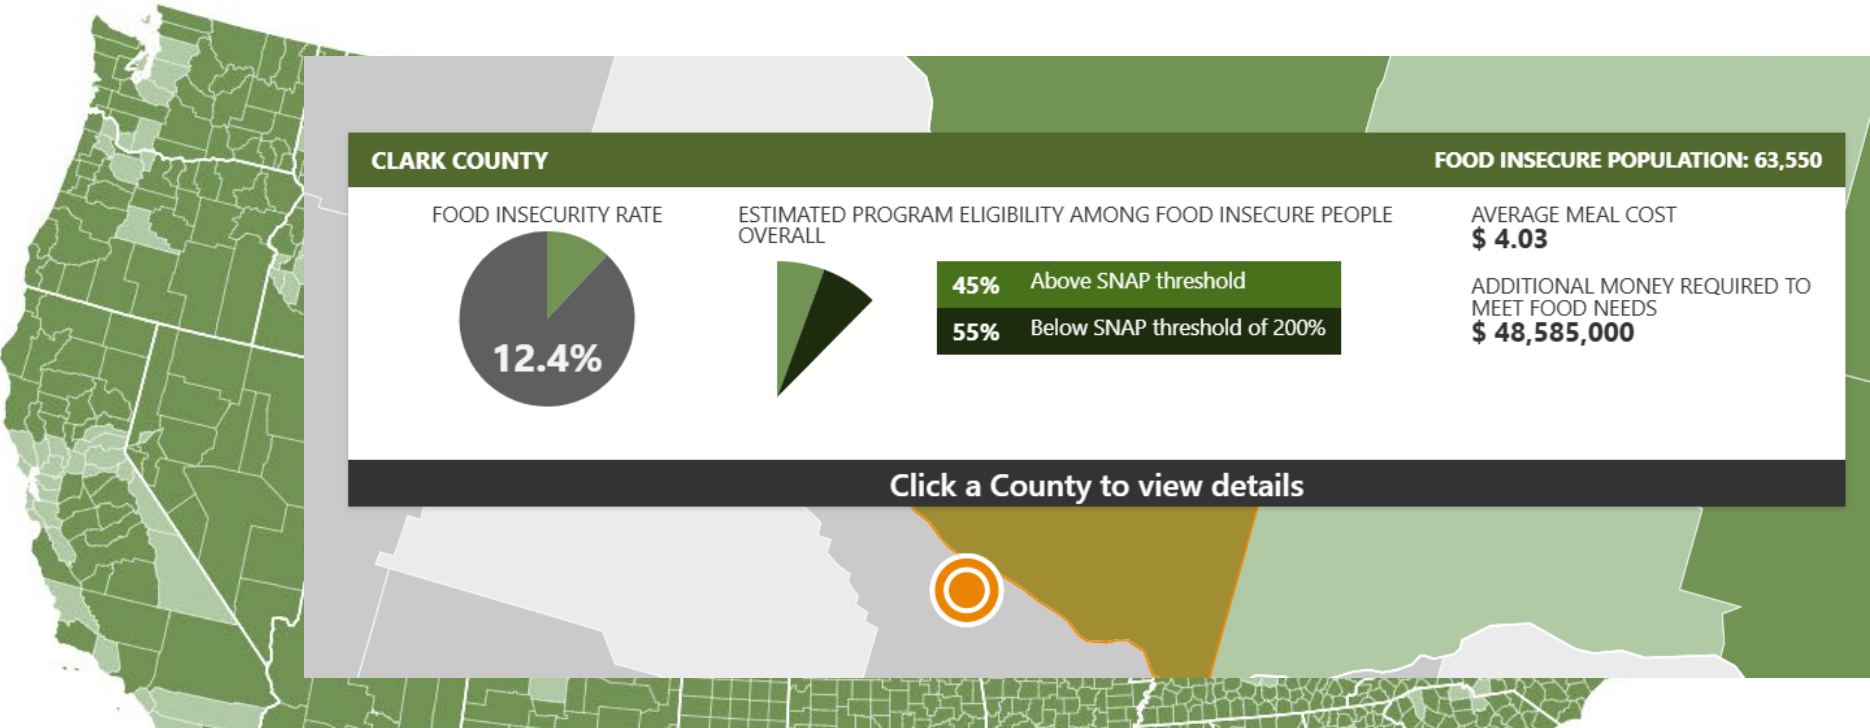 CLARK COUNTY
FOOD INSECURE POPULATION: 63,550
FOOD INSECURITY RATE
12.4%
ESTIMATED PROGRAM ELIGIBILITY AMONG FOOD INSECURE PEOPLE
OVERALL
45% Above SNAP threshold
55% Below SNAP threshold of 200%
AVERAGE MEAL COST
$ 4.03
ADDITIONAL MONEY REQUIRED TO
MEET FOOD NEEDS
$ 48,585,000
Click a County to view details